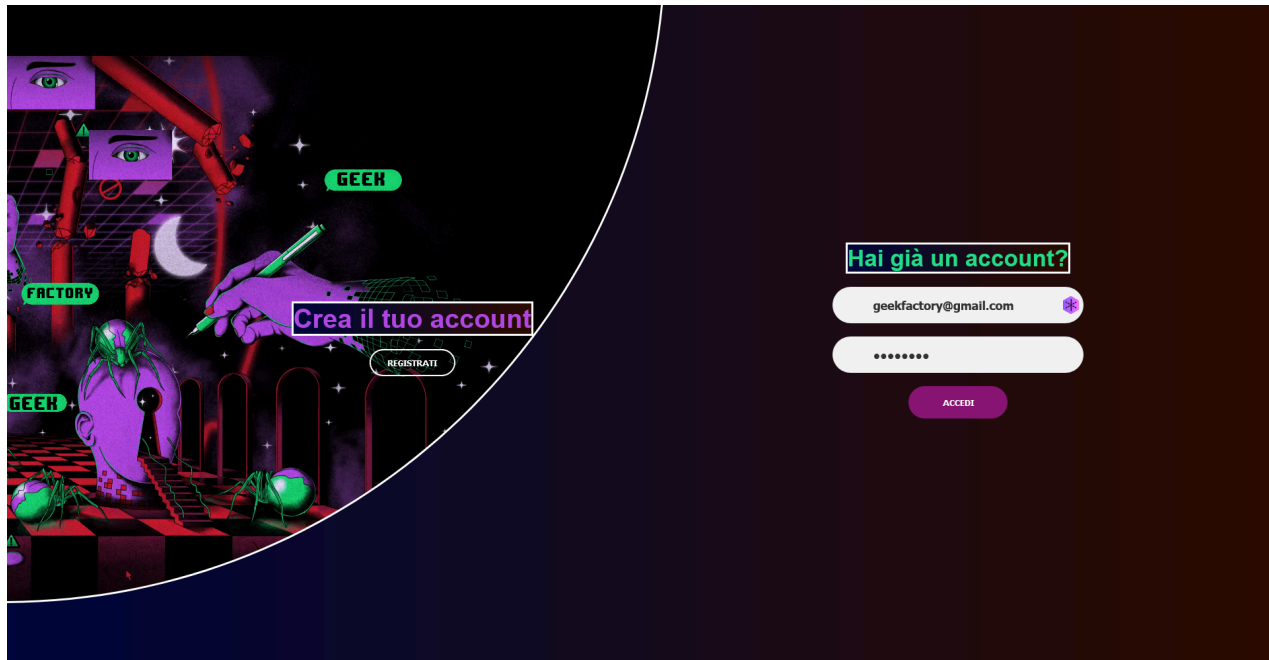 GEEK
FACTORY
Crea il tuo account
REGISTRATI
GEEK
Hai già un account?
geekfactory@gmail.com
••••••••
ACCEDI